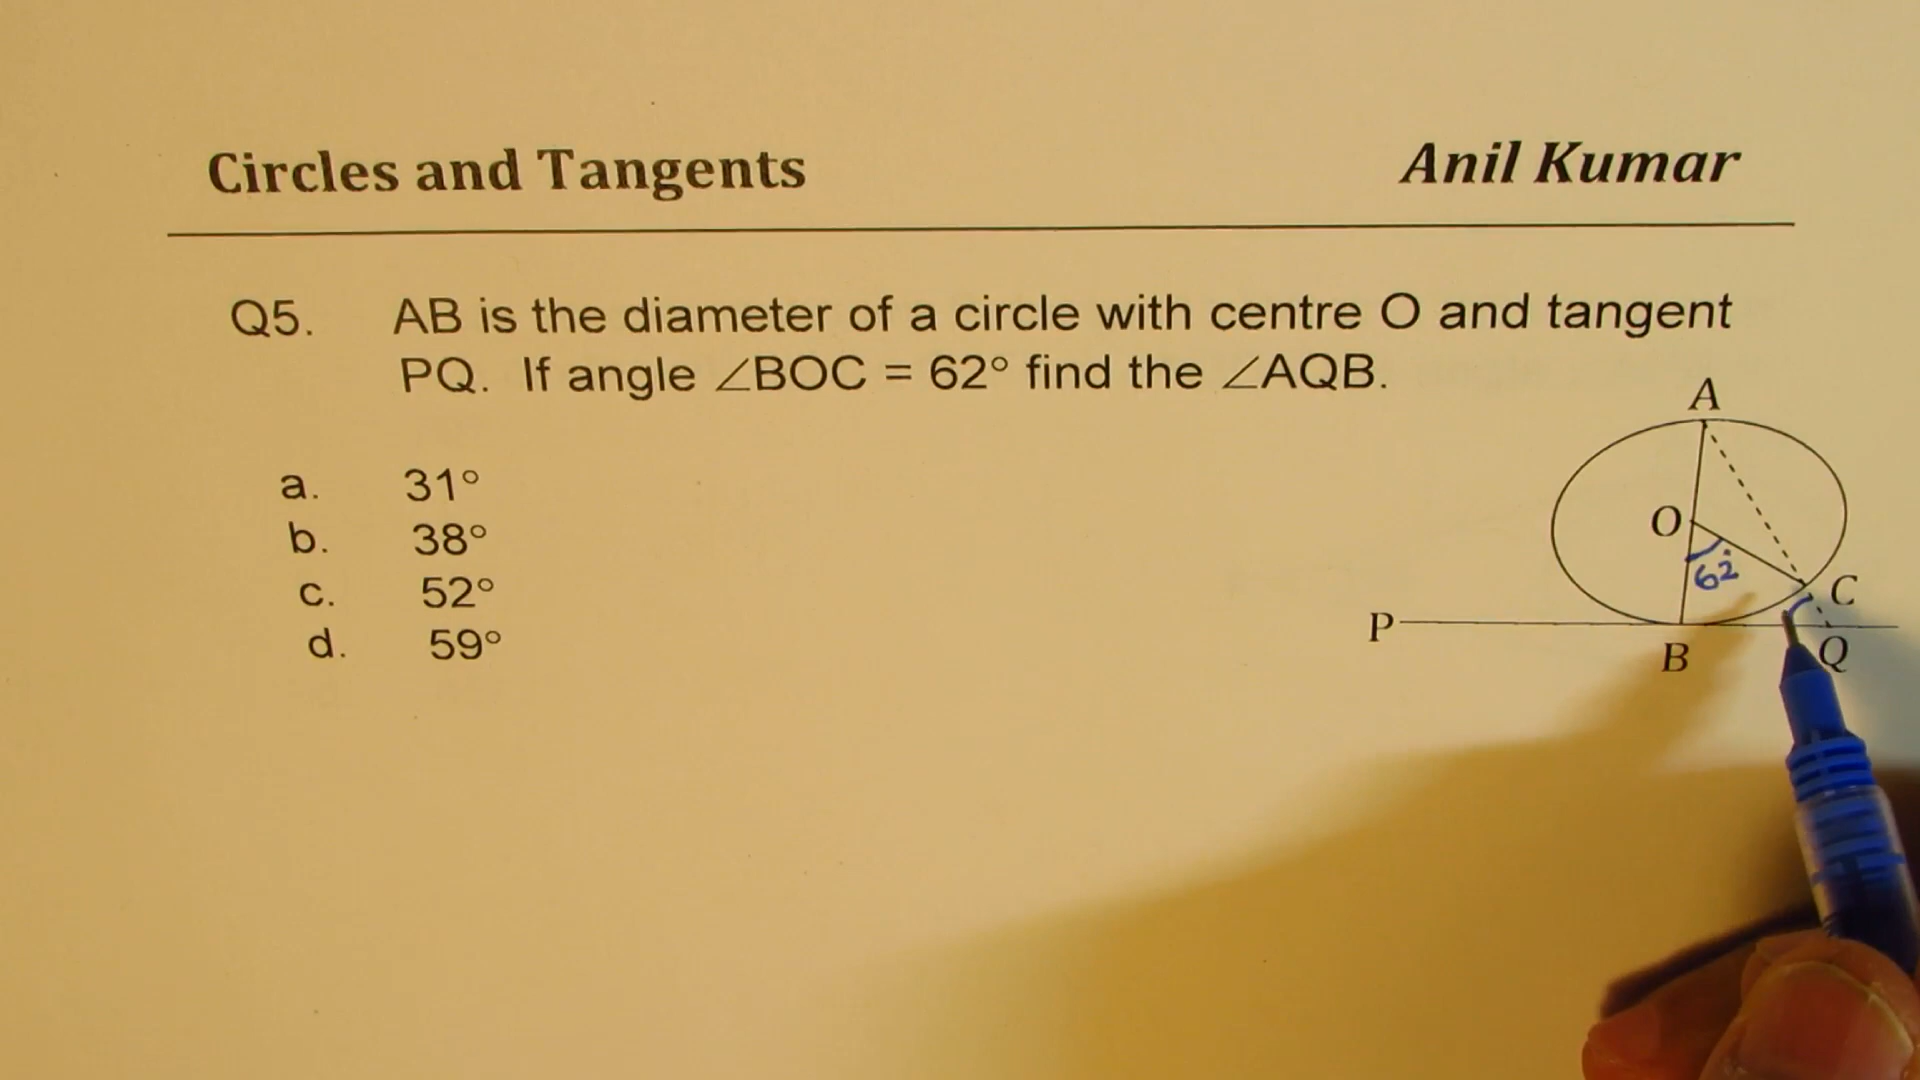 Circles and Tangents
Anil Kumar
Q5. AB is the diameter of a circle with centre O and tangent
PQ. If angle ∠BOC = 62° find the ∠AQB.
a. 31°
b. 38°
c. 52°
d. 59°
A
O
62°
C
P
B
Q